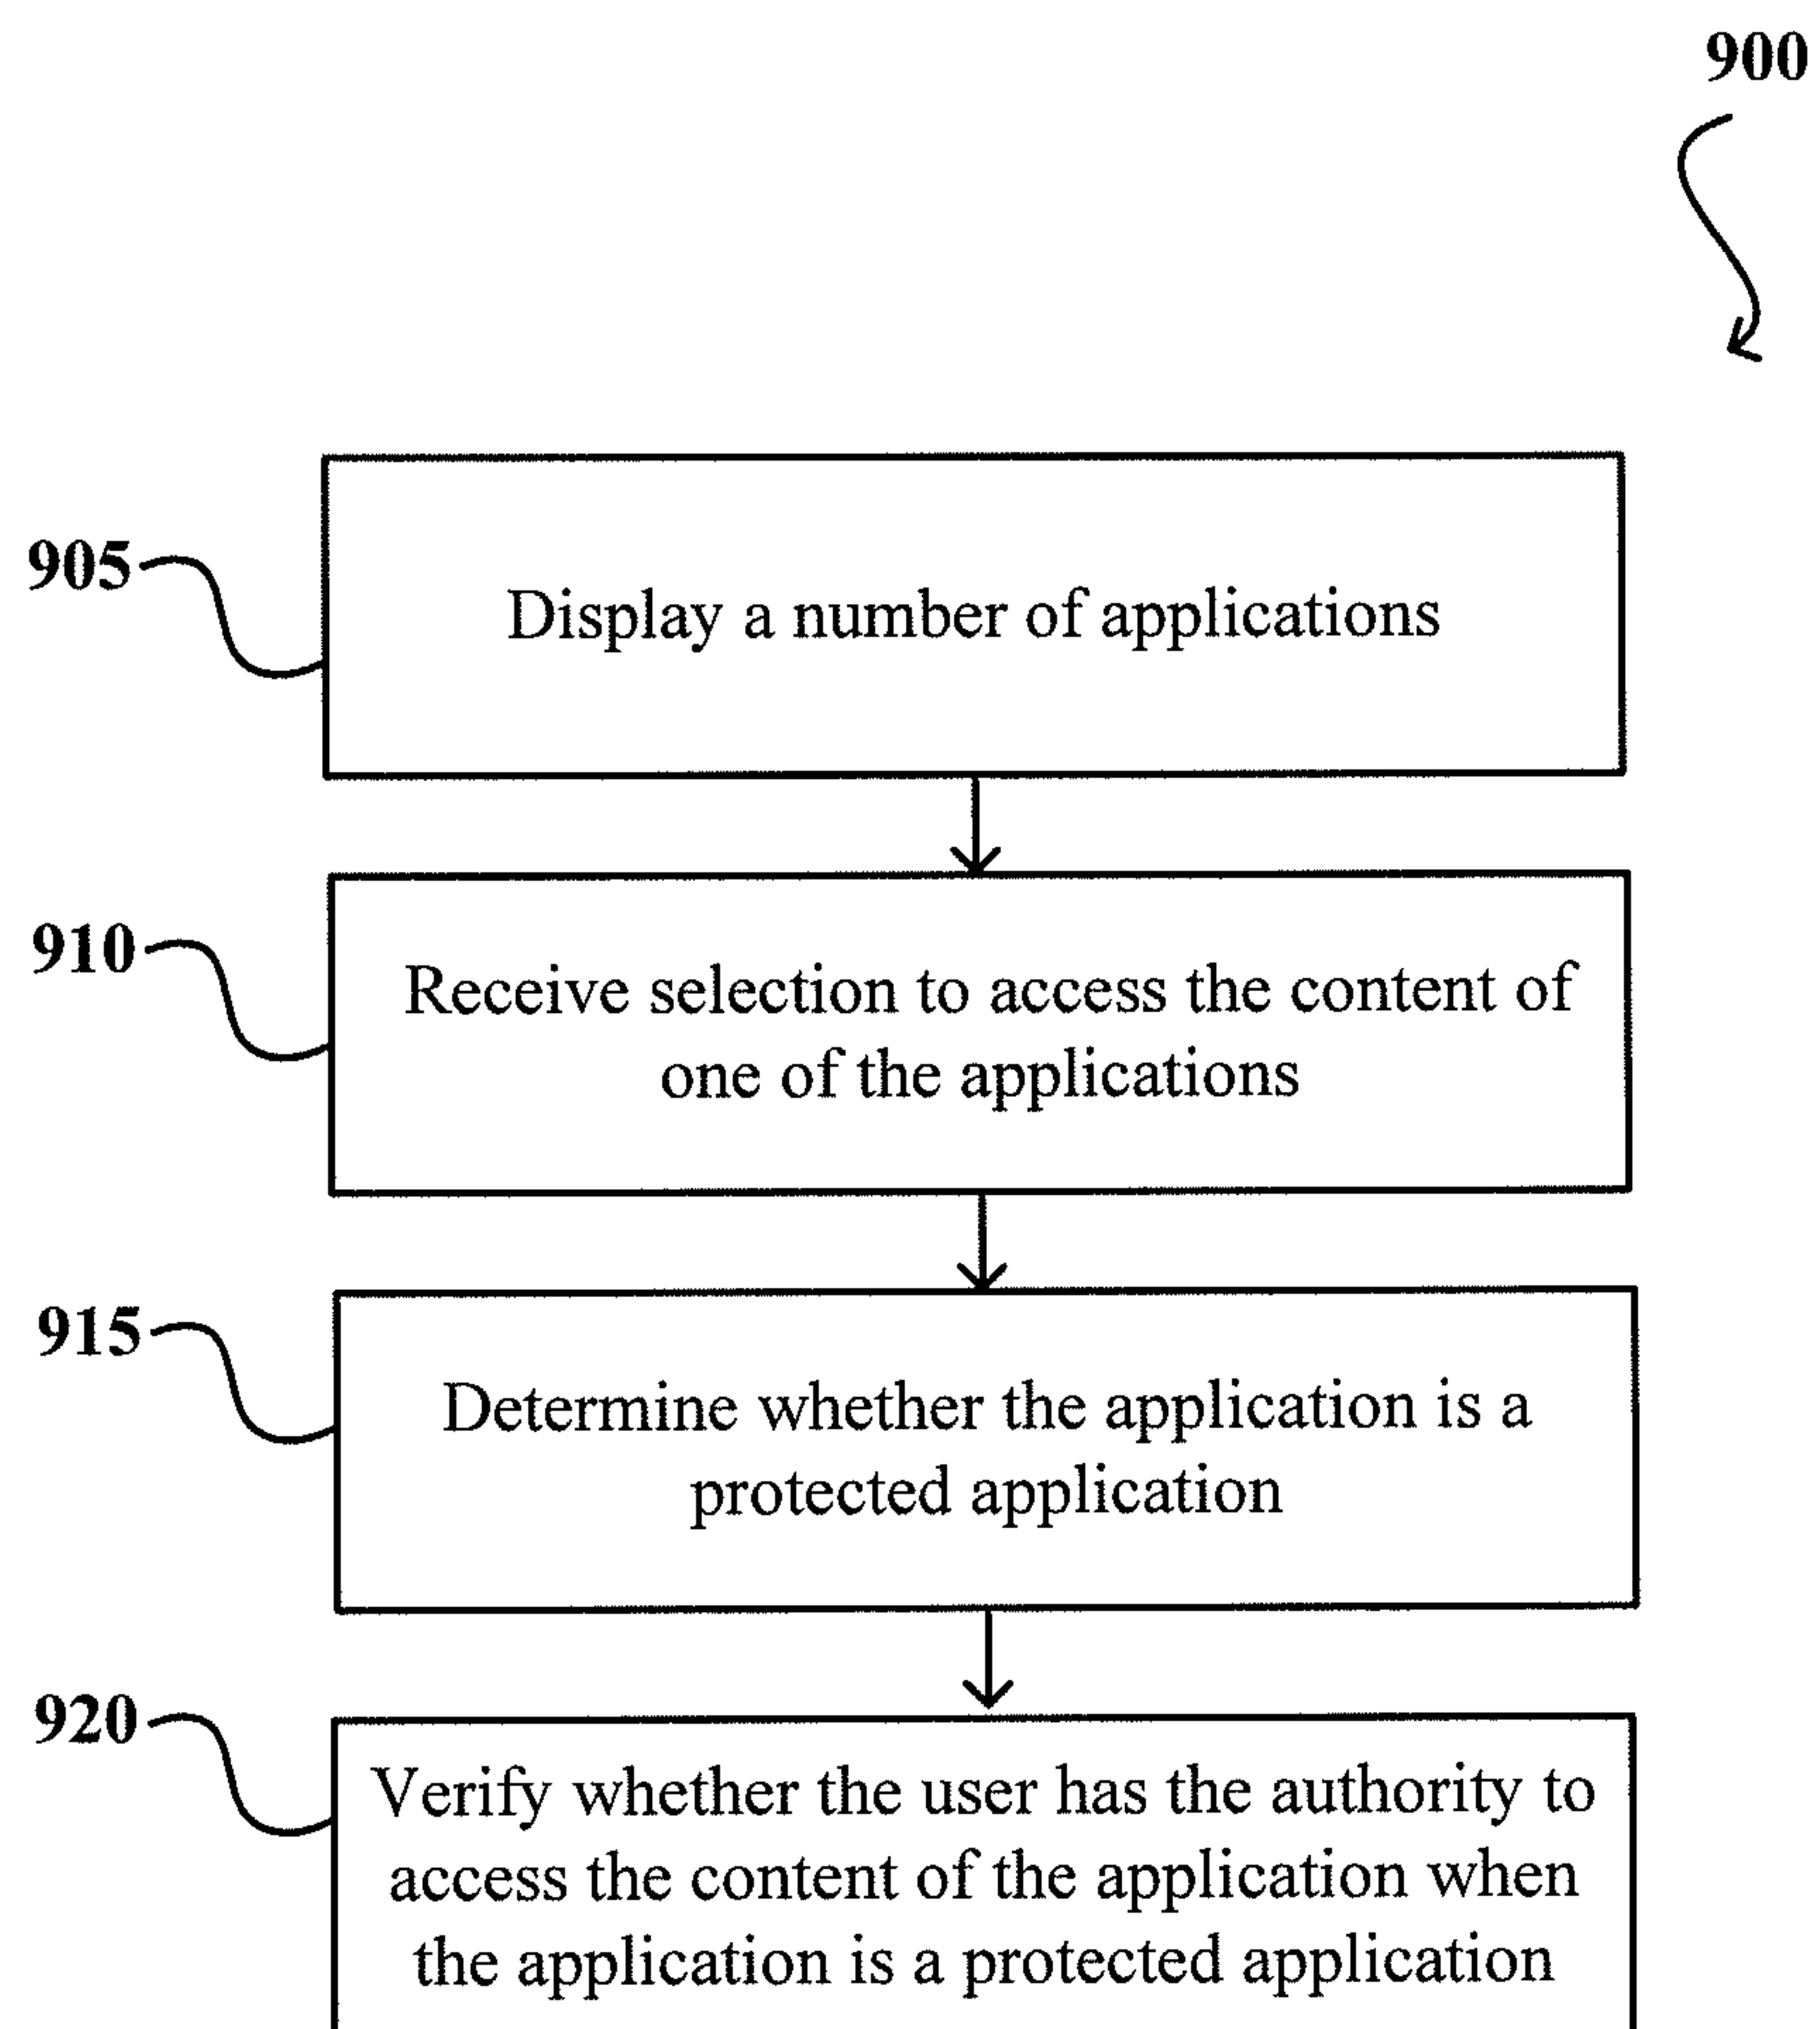 900
905
Display a number of applications
910
Receive selection to access the content of
one of the applications
915
Determine whether the application is a
protected application
920
Verify whether the user has the authority to
access the content of the application when
the application is a protected application